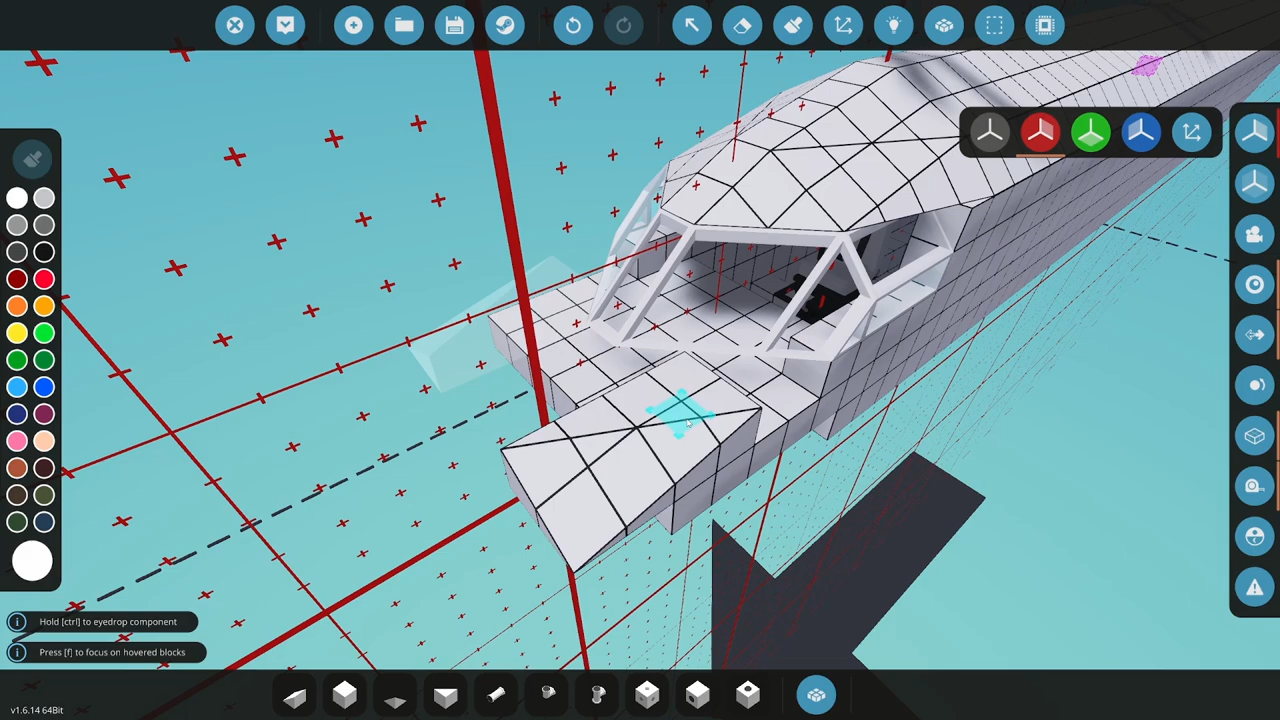 Hold [ctrl] to eyedrop component
Press [f] to focus on hovered blocks
v1.6.14 64Bit